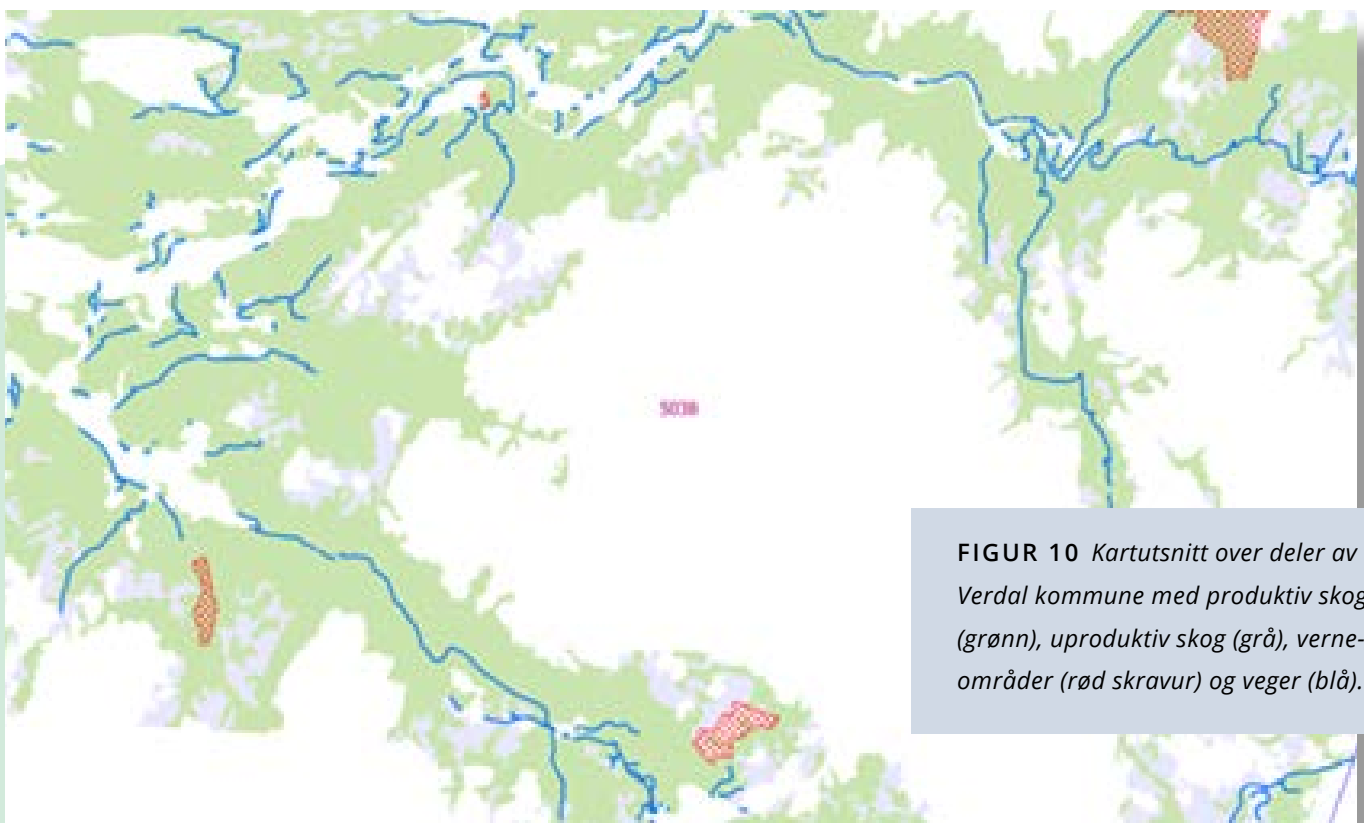 5038
FIGUR 10 Kartutsnitt over deler av
Verdal kommune med produktiv skog
(grønn), uproduktiv skog (grå), verne-
områder (rød skravur) og veger (blå).